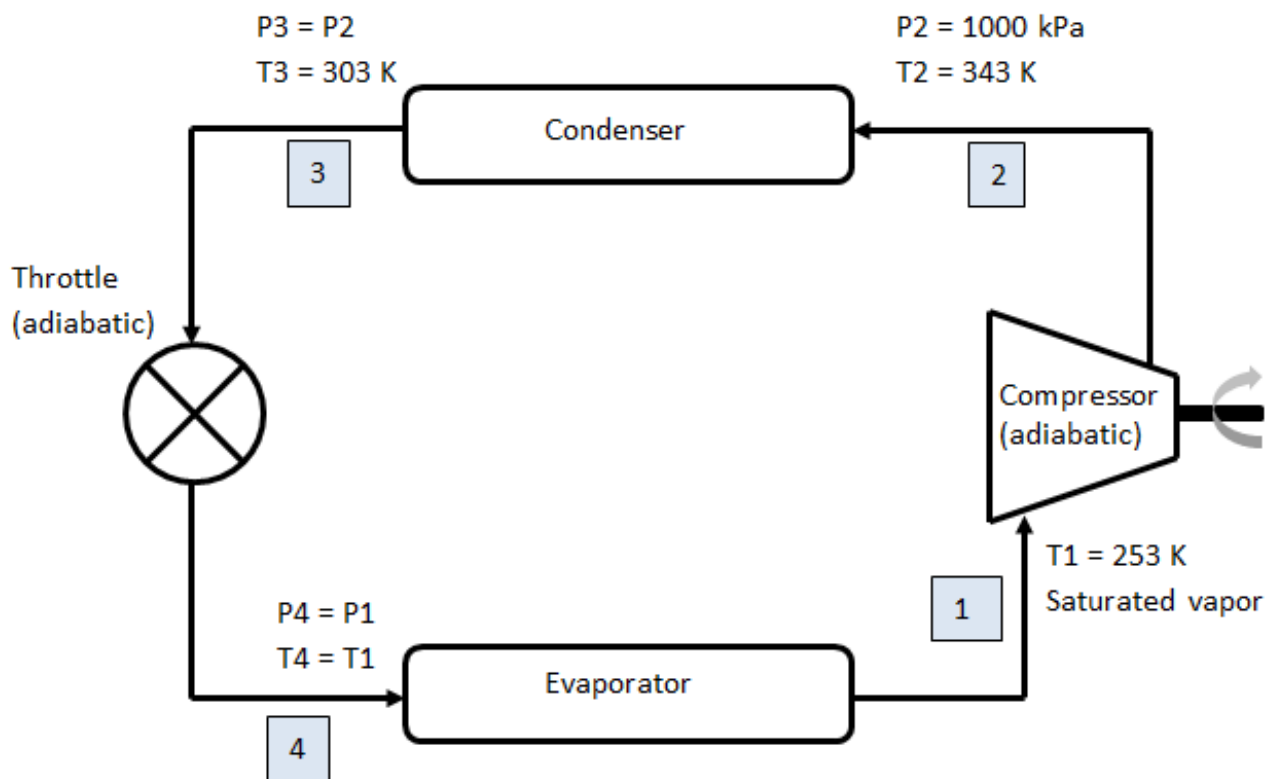 P3 = P2
T3 = 303 K
P2 = 1000 kPa
T2 = 343 K
Condenser
3
2
Throttle
(adiabatic)
Compressor
(adiabatic)
T1 = 253 K
Saturated vapor
1
P4 = P1
T4 = T1
Evaporator
4